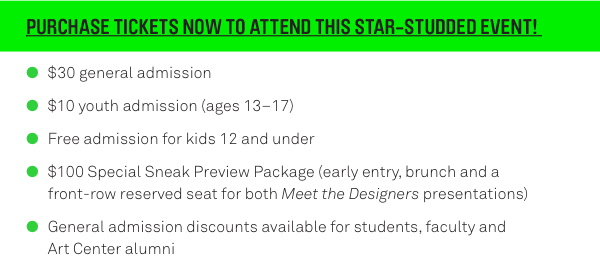 PURCHASE TICKETS NOW TO ATTEND THIS STAR-STUDDED EVENT!
$30 general admission
$10 youth admission (ages 13–17)
Free admission for kids 12 and under
$100 Special Sneak Preview Package (early entry, brunch and a
front-row reserved seat for both Meet the Designers presentations)
General admission discounts available for students, faculty and
Art Center alumni